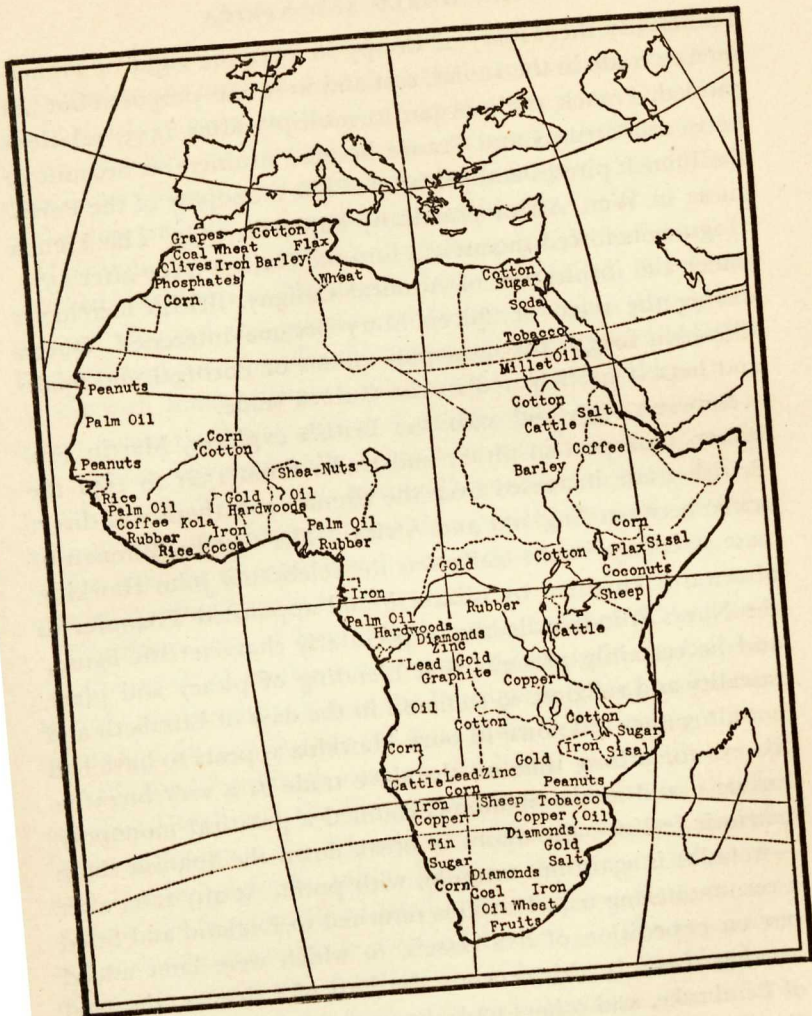 Grapes Cotton
Coal Wheat Flax
Olives Iron Barley
Phosphates Wheat
Corn
Cotton
Sugar
Soda
Tobacco
Millet Oil
Peanuts
Palm Oil
Cotton
Cattle Salt
Coffee
Corn
Cotton
Peanuts Shea-Nuts
Barley
Rice Gold Oil
Palm Oil Hardwoods
Coffee Kola Palm Oil
Rubber Iron Rubber
Rice Cocoa
Corn
Flax Sisal
Cotton Coconuts
Gold
Iron Sheep
Rubber
Palm Oil
Hardwoods Cattle
Diamonds
Zinc
Lead Gold
Graphite Copper
Oil
Cotton Cotton
Sugar
Corn Iron Sisal
Gold
Cattle Lead Zinc Peanuts
Corn
Iron Sheep Tobacco
Copper Copper Oil
Diamonds
Tin Gold
Sugar Salt
Corn Diamonds
Coal Iron
Oil Wheat
Fruits